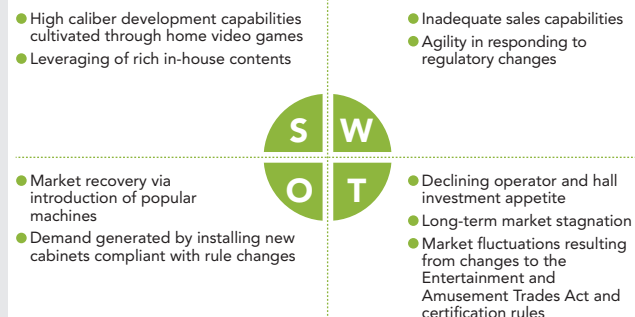 High caliber development capabilities
cultivated through home video games
Leveraging of rich in-house contents
Inadequate sales capabilities
Agility in responding to
regulatory changes
S W
O T
Market recovery via
introduction of popular
machines
Demand generated by installing new
cabinets compliant with rule changes
Declining operator and hall
investment appetite
Long-term market stagnation
Market fluctuations resulting
from changes to the
Entertainment and
Amusement Trades Act and
certification rules